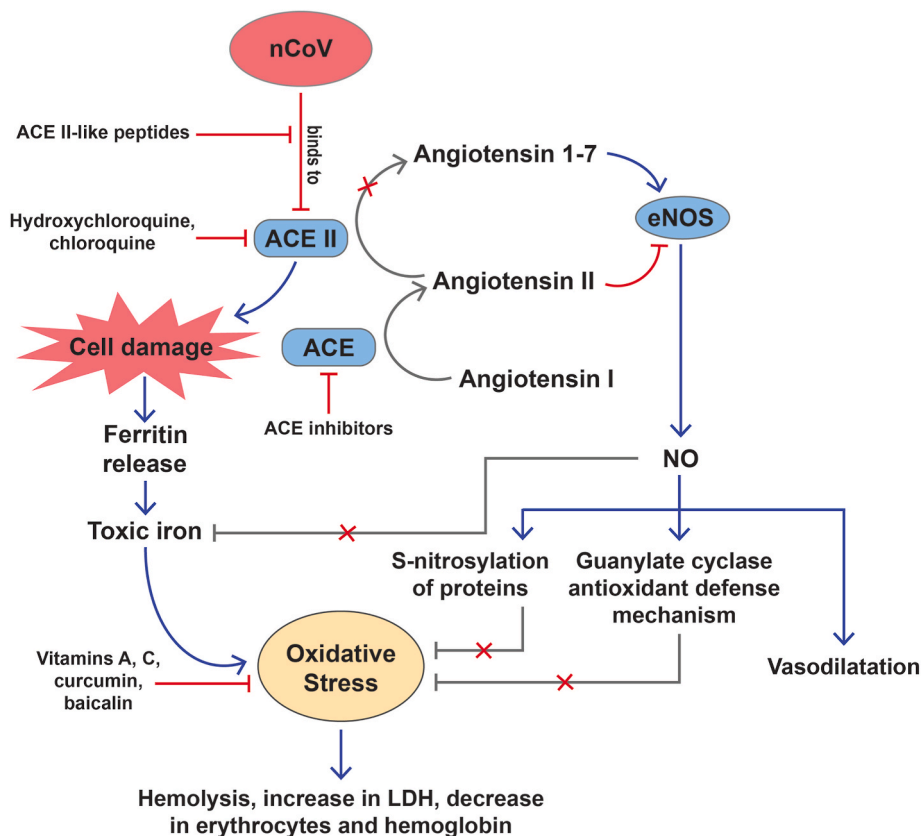 nCoV
ACE II-like peptides
binds to
Angiotensin 1-7
Hydroxychloroquine,
chloroquine
ACE II
eNOS
Angiotensin II
Cell damage
ACE
Angiotensin I
ACE inhibitors
Ferritin
release
NO
Toxic iron
S-nitrosylation
of proteins
Guanylate cyclase
antioxidant defense
mechanism
Vitamins A, C,
curcumin,
baicalin
Oxidative
Stress
Vasodilatation
Hemolysis, increase in LDH, decrease
in erythrocytes and hemoglobin